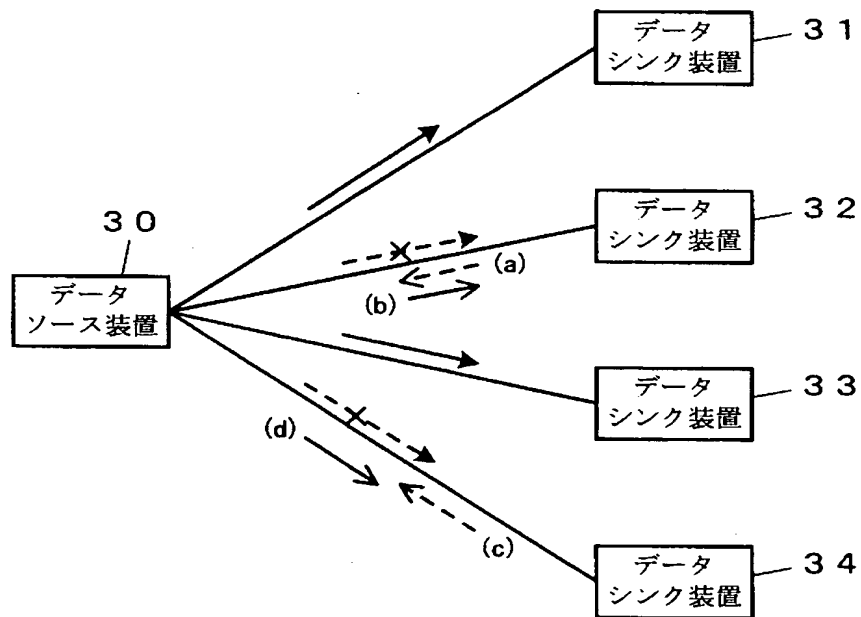 データ
シンク装置
３１
データ
シンク装置
３２
３０
(a)
データ
ソース装置
(b)
データ
シンク装置
３３
(d)
(c)
データ
シンク装置
３４